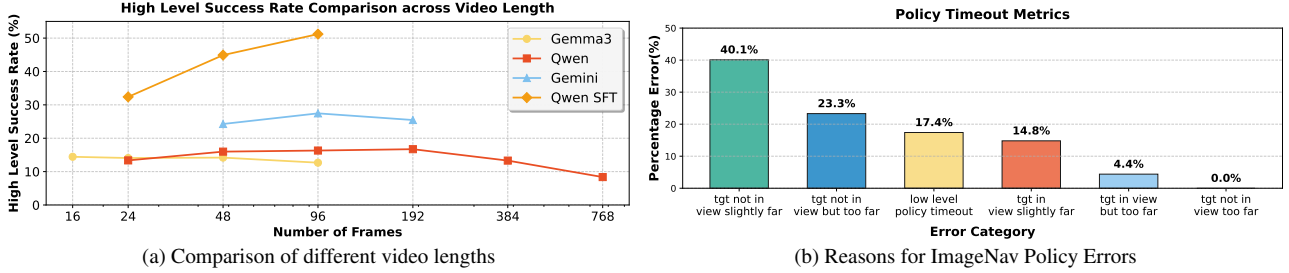 High Level Success Rate Comparison across Video Length
High Level Success Rate (%)
50
40
30
20
10
0
Gemma3
Qwen
Gemini
Qwen SFT
16 24 48 96 192 384 768
Number of Frames
(a) Comparison of different video lengths
Policy Timeout Metrics
Percentage Error(%)
50
40
30
20
10
0
40.1%
23.3%
17.4%
14.8%
4.4%
0.0%
tgt not in
view slightly far
tgt not in
view but too far
low level
policy timeout
tgt in
view slightly far
tgt in view
but too far
tgt not in
view too far
Error Category
(b) Reasons for ImageNav Policy Errors